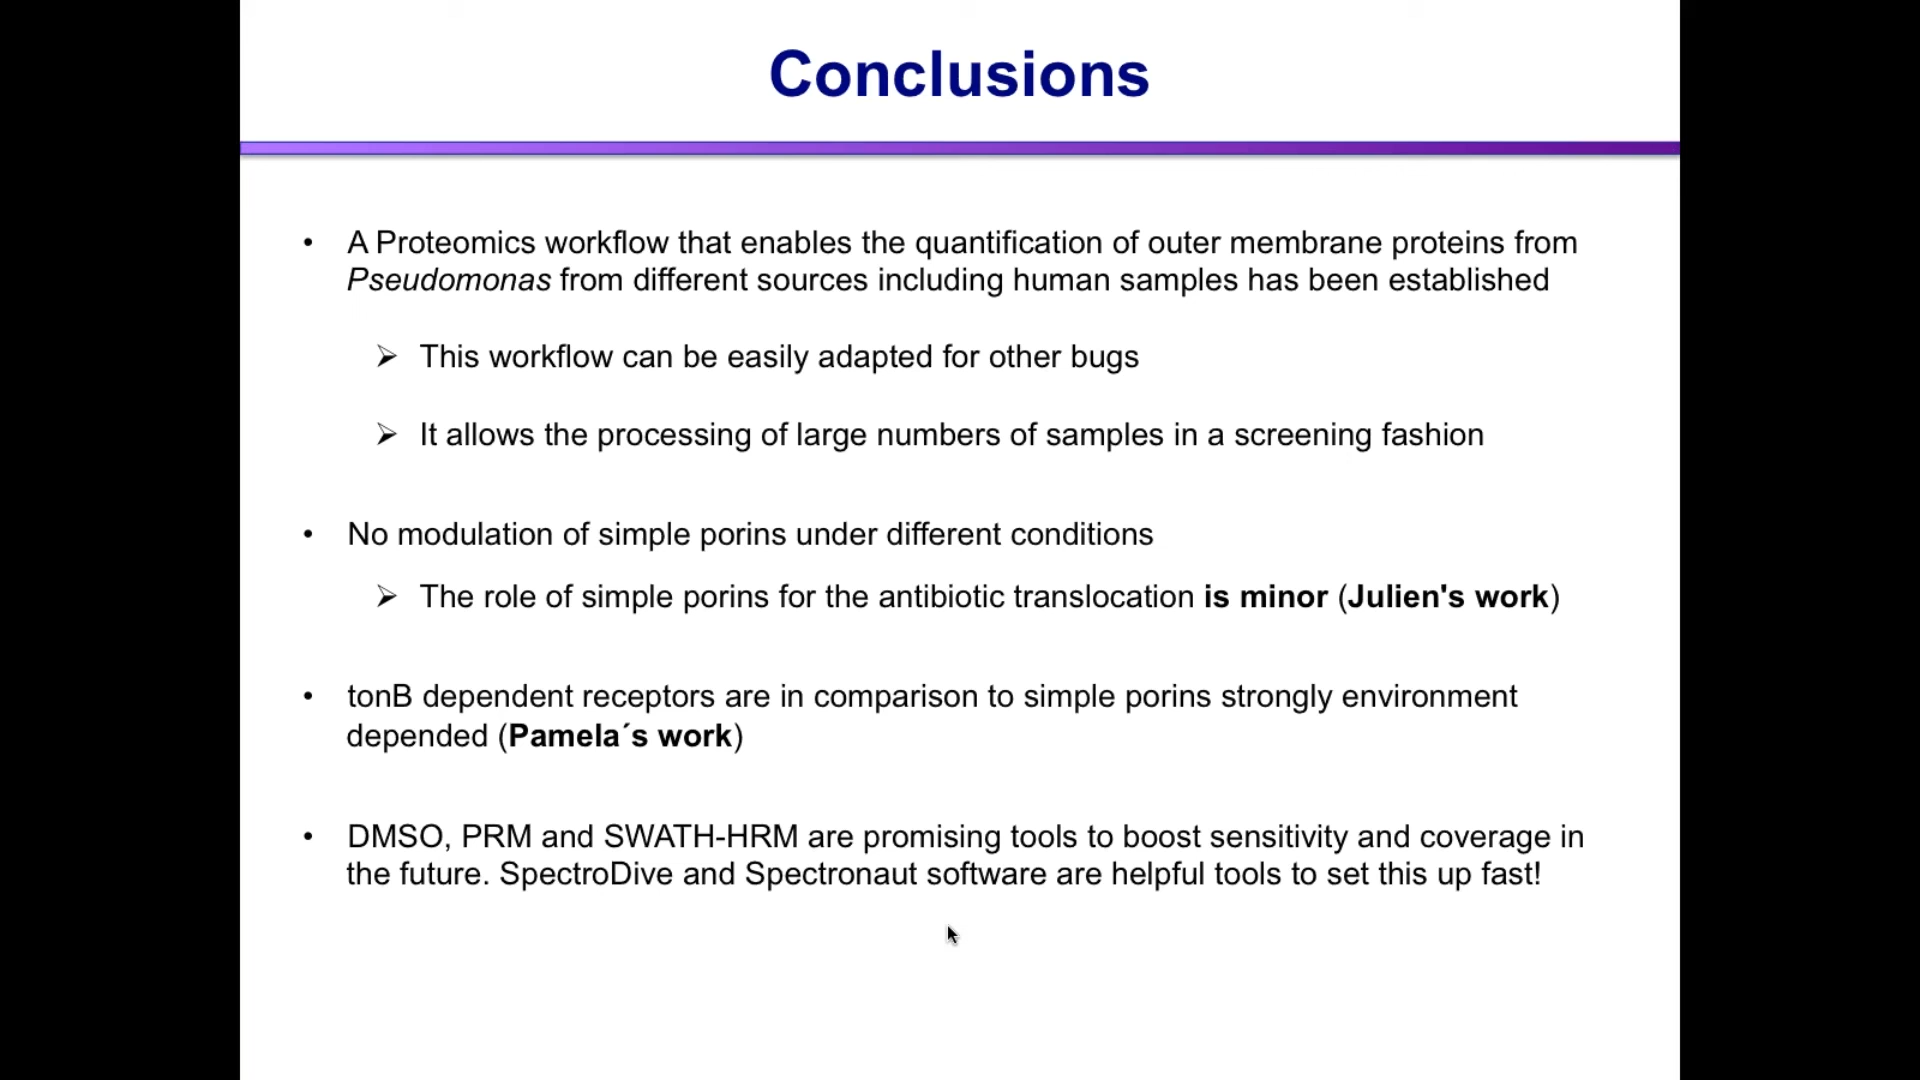 Conclusions
• A Proteomics workflow that enables the quantification of outer membrane proteins from
Pseudomonas from different sources including human samples has been established
➢ This workflow can be easily adapted for other bugs
➢ It allows the processing of large numbers of samples in a screening fashion
• No modulation of simple porins under different conditions
➢ The role of simple porins for the antibiotic translocation is minor (Julien's work)
• tonB dependent receptors are in comparison to simple porins strongly environment
depended (Pamela´s work)
• DMSO, PRM and SWATH-HRM are promising tools to boost sensitivity and coverage in
the future. SpectroDive and Spectronaut software are helpful tools to set this up fast!